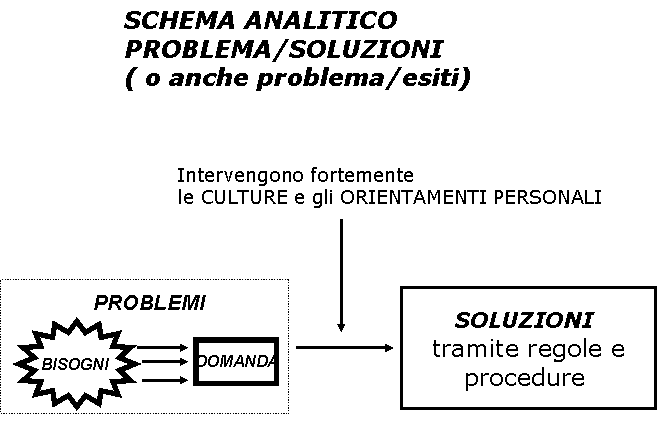 SCHEMA ANALITICO
PROBLEMA/SOLUZIONI
( o anche problema/esiti)
Intervengono fortemente
le CULTURE e gli ORIENTAMENTI PERSONALI
PROBLEMI
BISOGNI
DOMANDA
SOLUZIONI
tramite regole e
procedure